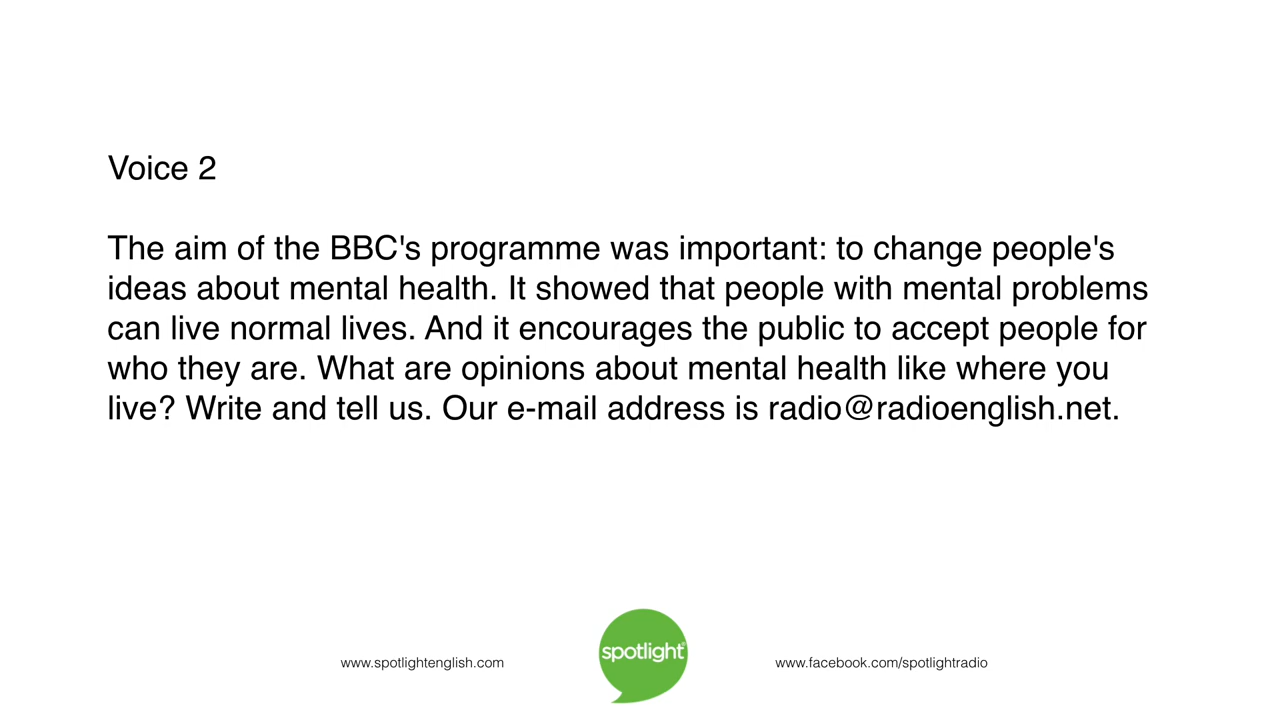 Voice 2
The aim of the BBC's programme was important: to change people's
ideas about mental health. It showed that people with mental problems
can live normal lives. And it encourages the public to accept people for
who they are. What are opinions about mental health like where you
live? Write and tell us. Our e-mail address is radio@radioenglish.net.
www.spotlightenglish.com
spotlight®
www.facebook.com/spotlightradio